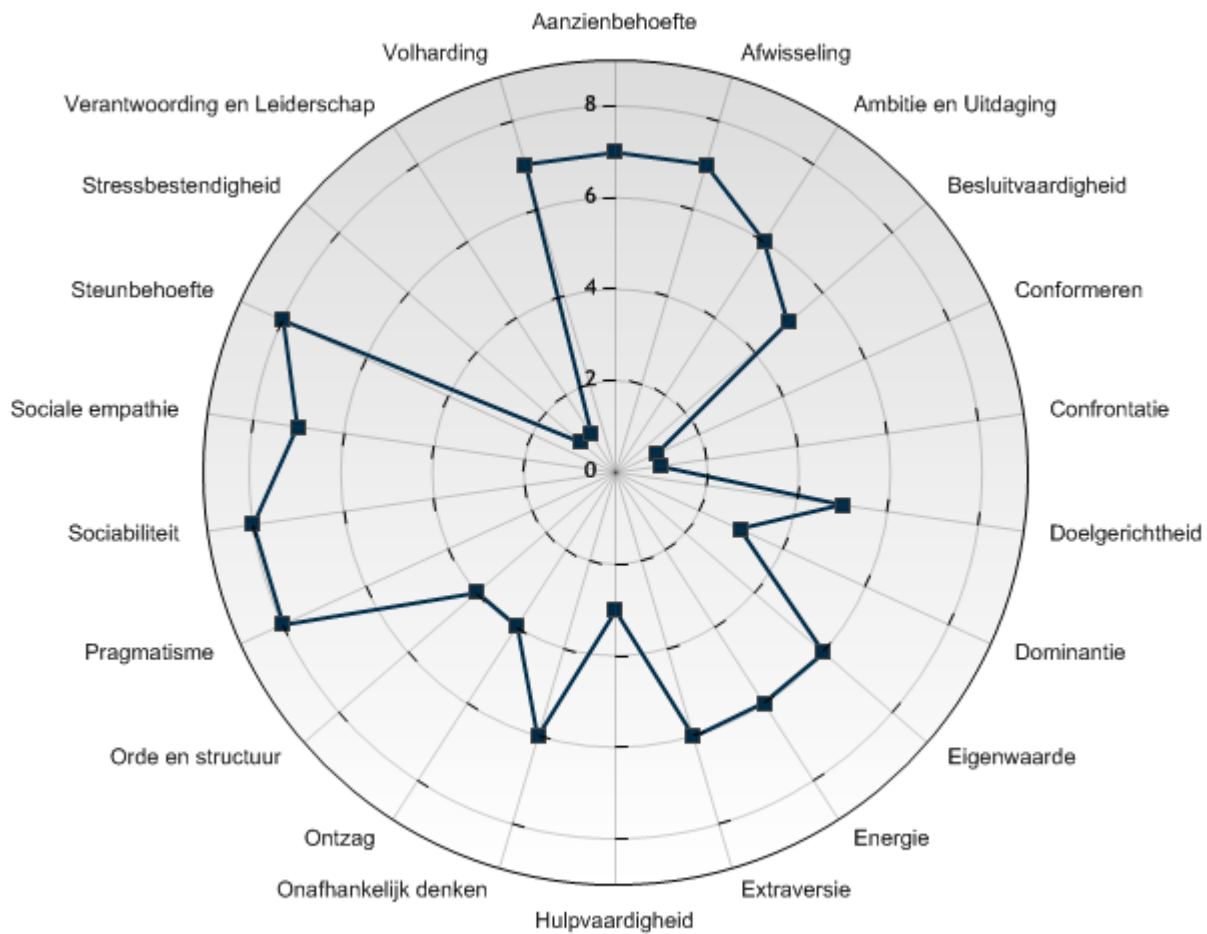 Aanzienbehoefte
Volharding
Afwisseling
Verantwoording en Leiderschap
8
Ambitie en Uitdaging
Stressbestendigheid
6
Besluitvaardigheid
Steunbehoefte
4
Conformeren
2
Sociale empathie
Confrontatie
0
Sociabiliteit
Doelgerichtheid
Pragmatisme
Dominantie
Orde en structuur
Eigenwaarde
Ontzag
Energie
Onafhankelijk denken
Extraversie
Hulpvaardigheid